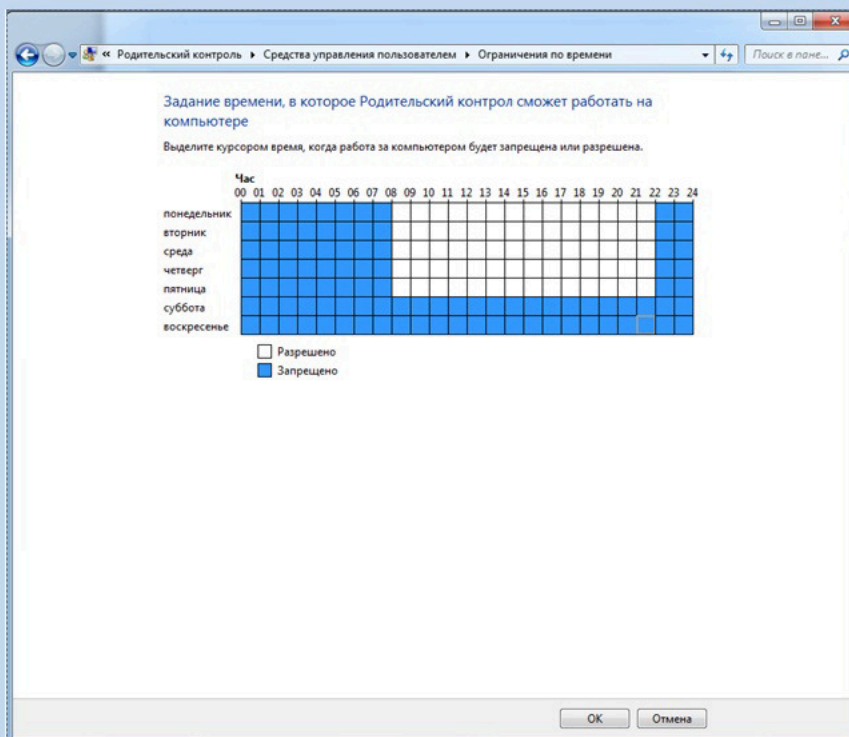 « Родительский контроль ▸ Средства управления пользователем ▸ Ограничения по времени
Поиск в пане...
Задание времени, в которое Родительский контрол сможет работать на
компьютере
Выделите курсором время, когда работа за компьютером будет запрещена или разрешена.
Час
00 01 02 03 04 05 06 07 08 09 10 11 12 13 14 15 16 17 18 19 20 21 22 23 24
понедельник
вторник
среда
четверг
пятница
суббота
воскресенье
Разрешено
Запрещено
ОК Отмена